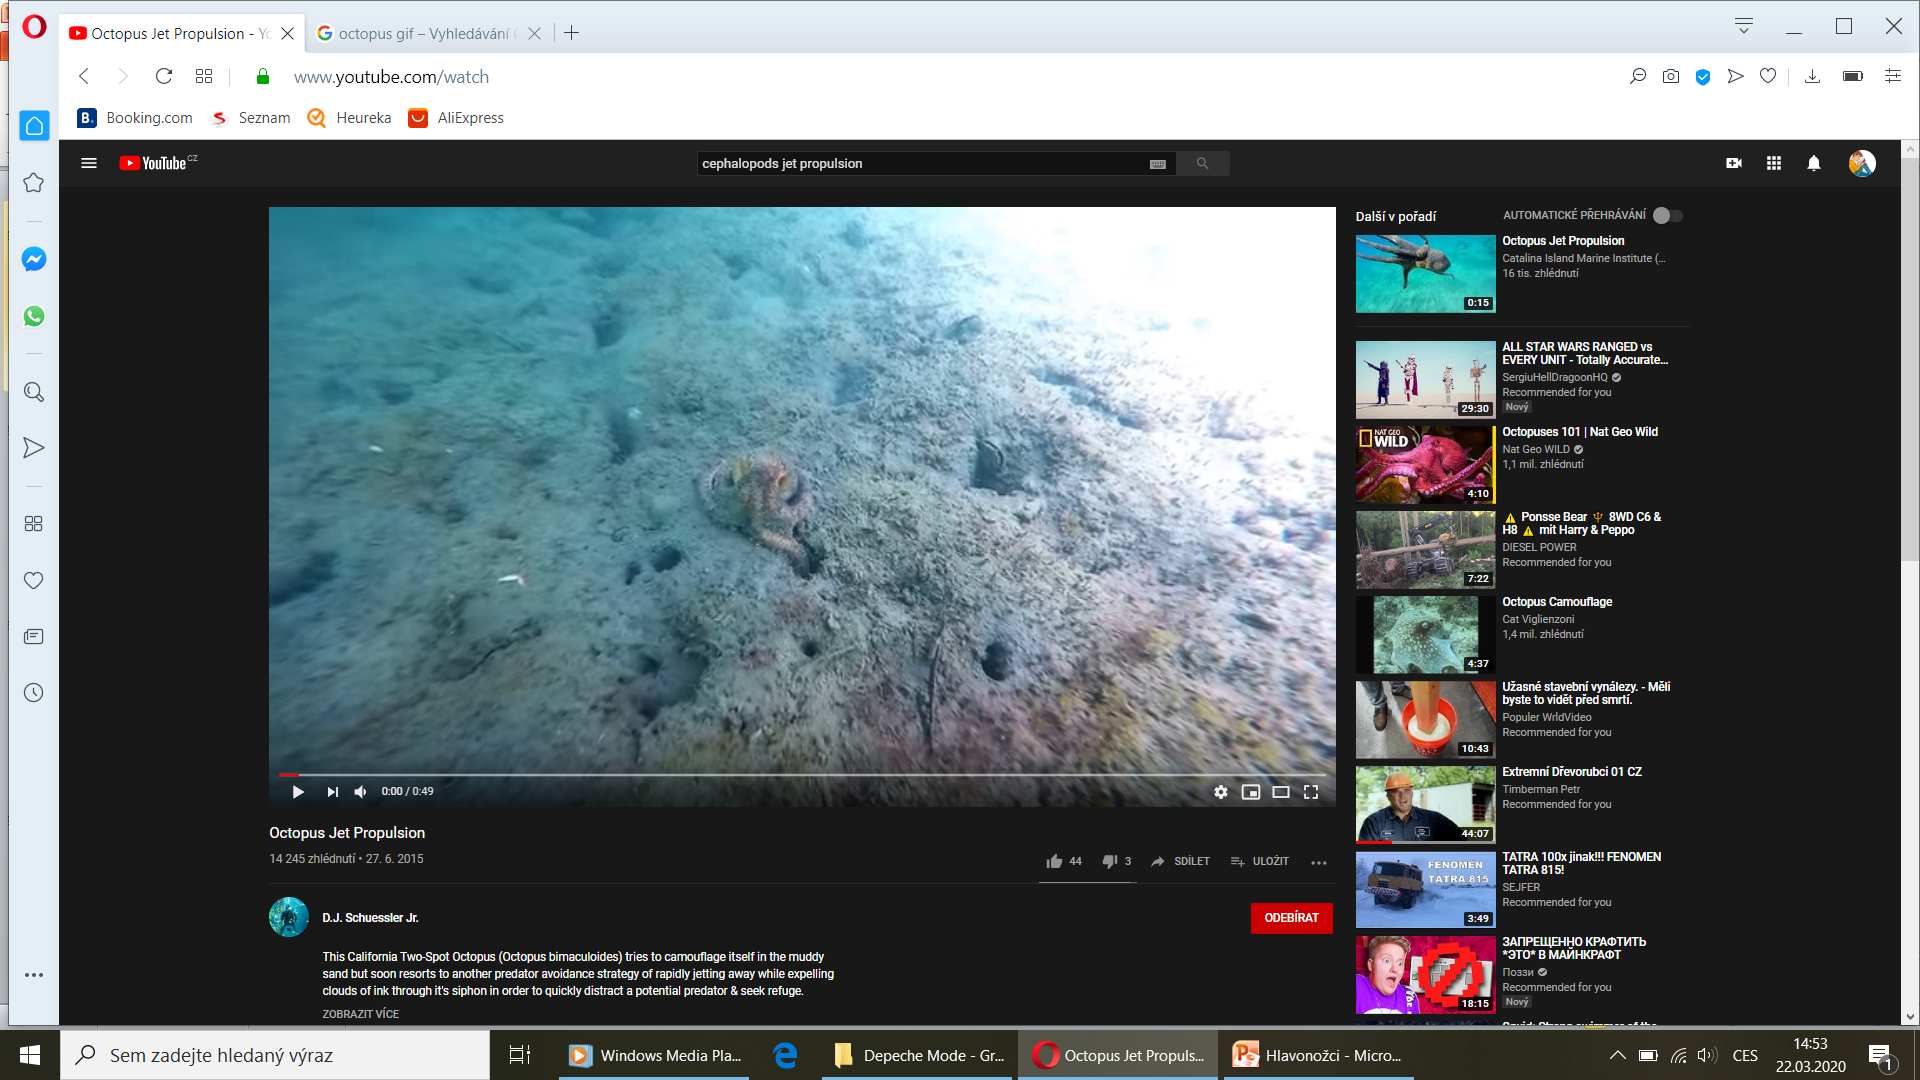 Octopus Jet Propulsion - Yo
octopus gif – Vyhledávání
www.youtube.com/watch
B. Booking.com
Seznam
Heureka
AliExpress
YouTube CZ
cephalopods jet propulsion
0:00 / 0:49
Octopus Jet Propulsion
14 245 zhlédnutí • 27. 6. 2015
44
3
SDÍLET
ULOŽIT
D.J. Schuessler Jr.
ODEBÍRAT
This California Two-Spot Octopus (Octopus bimaculoides) tries to camouflage itself in the muddy
sand but soon resorts to another predator avoidance strategy of rapidly jetting away while expelling
clouds of ink through it's siphon in order to quickly distract a potential predator & seek refuge.
ZOBRAZIT VÍCE
Další v pořadí
AUTOMATICKÉ PŘEHRÁVÁNÍ
0:15
Octopus Jet Propulsion
Catalina Island Marine Institute (...
16 tis. zhlédnutí
29:30
ALL STAR WARS RANGED vs
EVERY UNIT - Totally Accurate...
SergiuHellDragoonHQ
Recommended for you
Nový
NAT GEO
WILD
4:10
Octopuses 101 | Nat Geo Wild
Nat Geo WILD
1,1 mil. zhlédnutí
7:22
Ponsse Bear 🔱 8WD C6 &
H8 ⚠ mit Harry & Peppo
DIESEL POWER
Recommended for you
4:37
Octopus Camouflage
Cat Viglienzoni
1,4 mil. zhlédnutí
10:43
Užasné stavební vynálezy. - Měli
byste to vidět před smrtí.
Populer WrldVideo
Recommended for you
44:07
Extremní Dřevorubci 01 CZ
Timberman Petr
Recommended for you
FENOMEN
TATRA 815
3:49
TATRA 100x jinak!!! FENOMEN
TATRA 815!
SEJFER
Recommended for you
18:15
ЗАПРЕЩЕННО КРАФТИТЬ
*ЭТО* В МАЙНКРАФТ
Поззи
Recommended for you
Nový
Sem zadejte hledaný výraz
Windows Media Pla...
Depeche Mode - Gr...
Octopus Jet Propuls...
Hlavonožci - Micro...
CES
14:53
22.03.2020
1